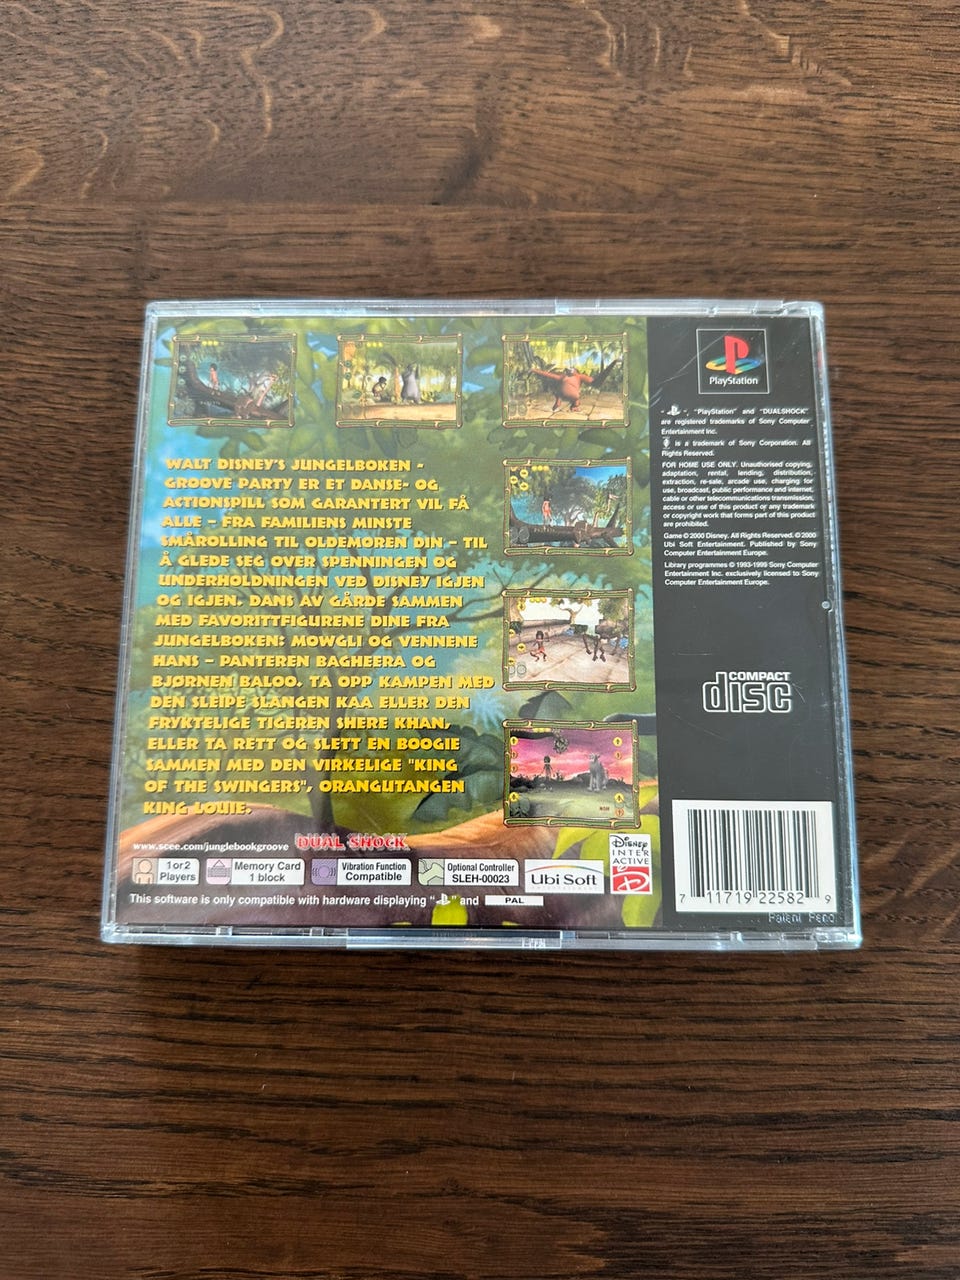 WALT DISNEY'S JUNGELBOKEN -
GROOVE PARTY ER ET DANSE- OG
ACTIONSPILL SOM GARANTERT VIL FÅ
ALLE – FRA FAMILIENS MINSTE
SMÅROLLING TIL OLDEMOREN DIN – TIL
Å GLEDE SEG OVER SPENNINGEN OG
UNDERHOLDNINGEN VED DISNEY IGJEN
OG IGJEN. DANS AV GÅRDE SAMMEN
MED FAVORITTFIGURENE DINE FRA
JUNGELBOKEN: MOWGLI OG VENNENE
HANS – PANTEREN BAGHEERA OG
BJØRNEN BALOO. TA OPP KAMPEN MED
DEN SLEIPE SLANGEN KAA ELLER DEN
FRYKTELIGE TIGEREN SHERE KHAN,
ELLER TA RETT OG SLETT EN BOOGIE
SAMMEN MED DEN VIRKELIGE "KING
OF THE SWINGERS", ORANGUTANGEN
KING LOUIE.
www.scee.com/junglebookgroove
DUAL SHOCK
1 or 2
Players
Memory Card
1 block
Vibration Function
Compatible
Optional Controller
SLEH-00023
Ubi Soft
ENTERTAINMENT
Disney
INTER
ACTIVE
This software is only compatible with hardware displaying " " and PAL
PlayStation
" ", "PlayStation" and "DUALSHOCK"
are registered trademarks of Sony Computer
Entertainment Inc.
is a trademark of Sony Corporation. All
Rights Reserved.
FOR HOME USE ONLY. Unauthorised copying,
adaptation, rental, lending, distribution,
extraction, re-sale, arcade use, charging for
use, broadcast, public performance and internet,
cable or other telecommunications transmission,
access or use of this product or any trademark
or copyright work that forms part of this product
are prohibited.
Game © 2000 Disney. All Rights Reserved. © 2000
Ubi Soft Entertainment. Published by Sony
Computer Entertainment Europe.
Library programmes © 1993-1999 Sony Computer
Entertainment Inc. exclusively licensed to Sony
Computer Entertainment Europe.
COMPACT
disc
7 11719 22582 9
Patent Pend